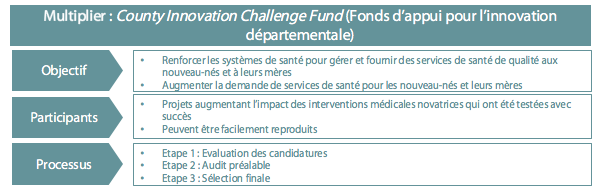 Multiplier : County Innovation Challenge Fund (Fonds d’appui pour l’innovation
départementale)
Objectif
• Renforcer les systèmes de santé pour gérer et fournir des services de santé de qualité aux
nouveau-nés et à leurs mères
• Augmenter la demande de services de santé pour les nouveau-nés et leurs mères
Participants
• Projets augmentant l’impact des interventions médicales novatrices qui ont été testées avec
succès
• Peuvent être facilement reproduits
Processus
• Etape 1 : Evaluation des candidatures
• Etape 2 : Audit préalable
• Etape 3 : Sélection finale